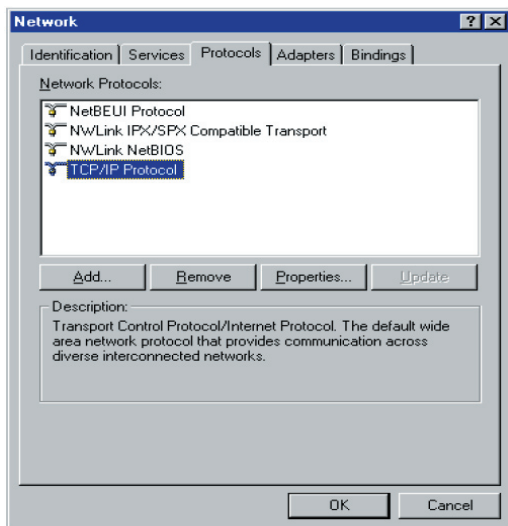 Network
Identification Services Protocols Adapters Bindings
Network Protocols:
NetBEUI Protocol
NWLink IPX/SPX Compatible Transport
NWLink NetBIOS
TCP/IP Protocol
Add... Remove Properties... Update
Description:
Transport Control Protocol/Internet Protocol. The default wide
area network protocol that provides communication across
diverse interconnected networks.
OK Cancel